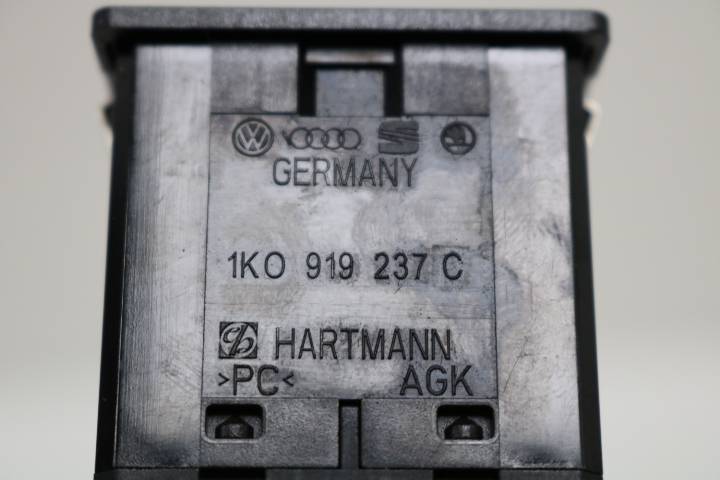 GERMANY
1K0 919 237 C
HARTMANN
>PC< AGK